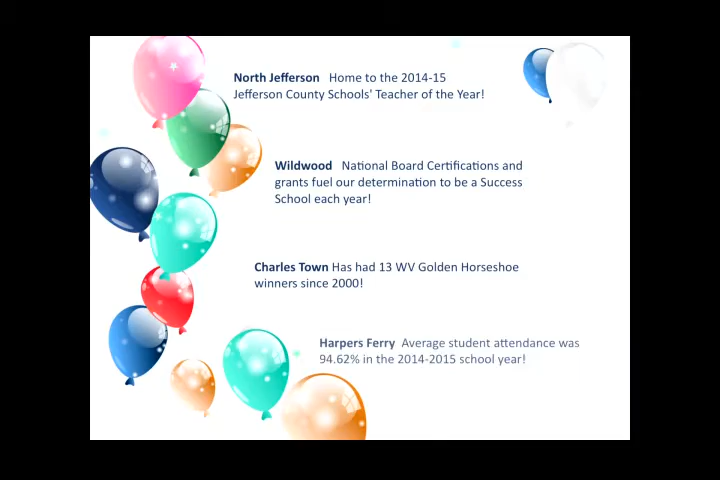 North Jefferson   Home to the 2014-15
Jefferson County Schools' Teacher of the Year!
Wildwood   National Board Certifications and
grants fuel our determination to be a Success
School each year!
Charles Town Has had 13 WV Golden Horseshoe
winners since 2000!
Harpers Ferry  Average student attendance was
94.62% in the 2014-2015 school year!